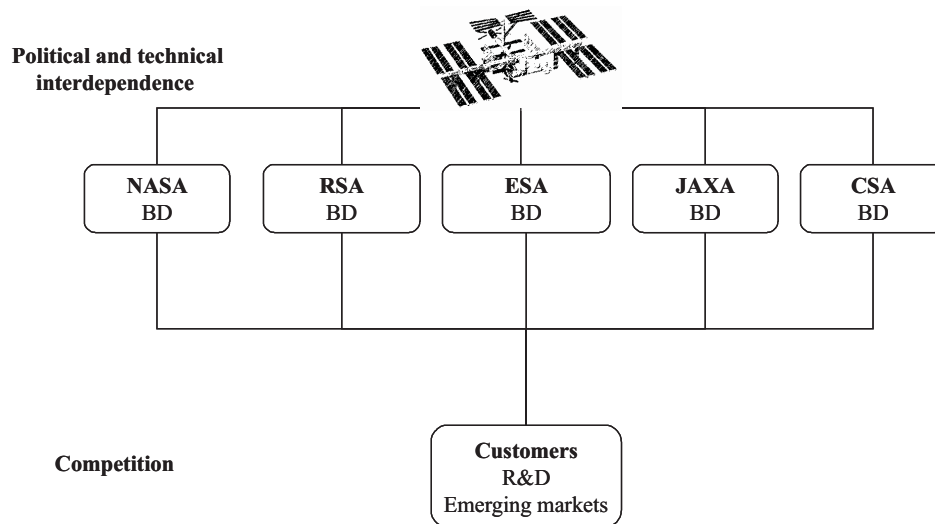 Political and technical
interdependence
NASA
BD
RSA
BD
ESA
BD
JAXA
BD
CSA
BD
Competition
Customers
R&D
Emerging markets